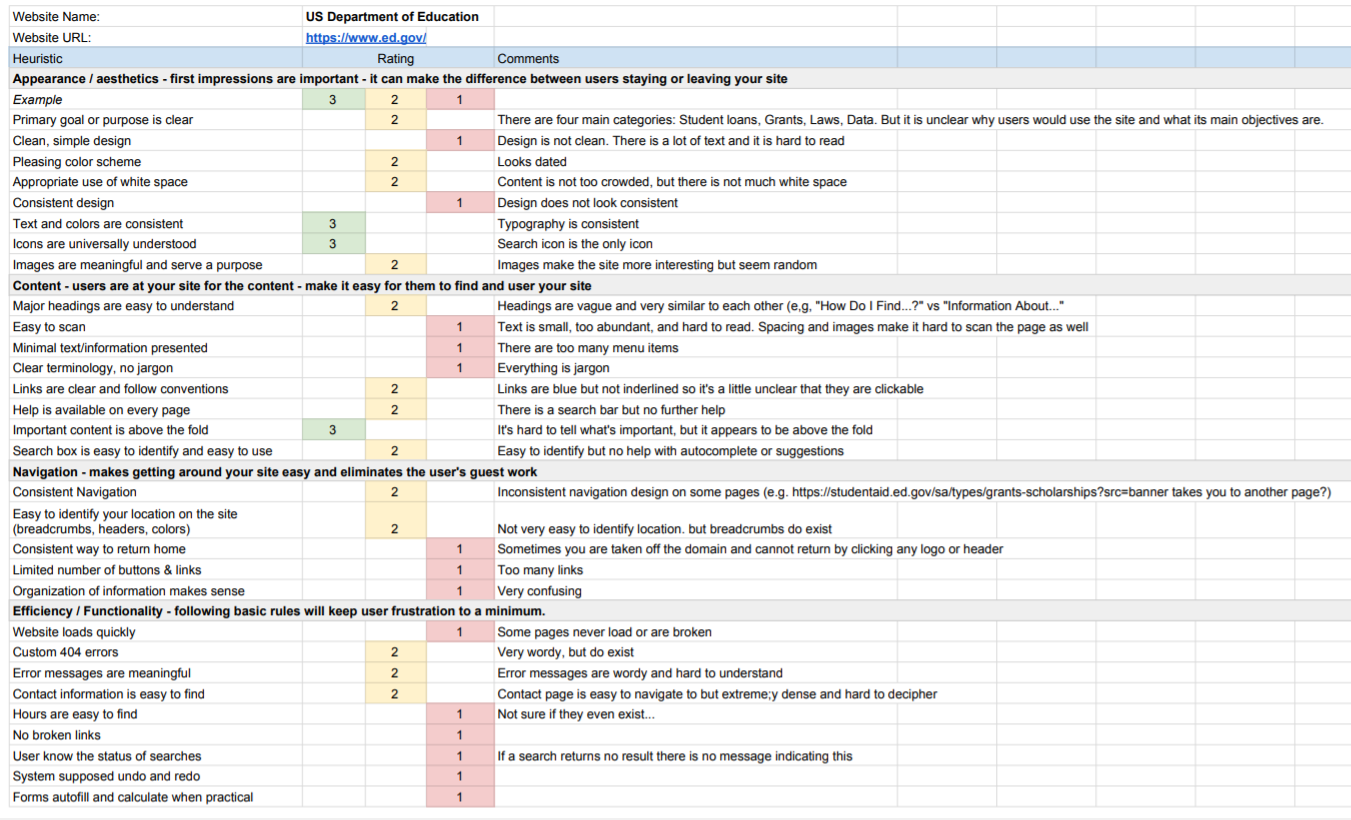 Website Name: US Department of Education
Website URL: https://www.ed.gov/
Heuristic Rating Comments
Appearance / aesthetics - first impressions are important - it can make the difference between users staying or leaving your site
Example 3 2 1
Primary goal or purpose is clear 2 There are four main categories: Student loans, Grants, Laws, Data. But it is unclear why users would use the site and what its main objectives are.
Clean, simple design 1 Design is not clean. There is a lot of text and it is hard to read
Pleasing color scheme 2 Looks dated
Appropriate use of white space 2 Content is not too crowded, but there is not much white space
Consistent design 1 Design does not look consistent
Text and colors are consistent 3 Typography is consistent
Icons are universally understood 3 Search icon is the only icon
Images are meaningful and serve a purpose 2 Images make the site more interesting but seem random
Content - users are at your site for the content - make it easy for them to find and user your site
Major headings are easy to understand 2 Headings are vague and very similar to each other (e,g, "How Do I Find...?" vs "Information About..."
Easy to scan 1 Text is small, too abundant, and hard to read. Spacing and images make it hard to scan the page as well
Minimal text/information presented 1 There are too many menu items
Clear terminology, no jargon 1 Everything is jargon
Links are clear and follow conventions 2 Links are blue but not inderlined so it's a little unclear that they are clickable
Help is available on every page 2 There is a search bar but no further help
Important content is above the fold 3 It's hard to tell what's important, but it appears to be above the fold
Search box is easy to identify and easy to use 2 Easy to identify but no help with autocomplete or suggestions
Navigation - makes getting around your site easy and eliminates the user's guest work
Consistent Navigation 2 Inconsistent navigation design on some pages (e.g. https://studentaid.ed.gov/sa/types/grants-scholarships?src=banner takes you to another page?)
Easy to identify your location on the site
(breadcrumbs, headers, colors) 2 Not very easy to identify location. but breadcrumbs do exist
Consistent way to return home 1 Sometimes you are taken off the domain and cannot return by clicking any logo or header
Limited number of buttons & links 1 Too many links
Organization of information makes sense 1 Very confusing
Efficiency / Functionality - following basic rules will keep user frustration to a minimum.
Website loads quickly 1 Some pages never load or are broken
Custom 404 errors 2 Very wordy, but do exist
Error messages are meaningful 2 Error messages are wordy and hard to understand
Contact information is easy to find 2 Contact page is easy to navigate to but extreme;y dense and hard to decipher
Hours are easy to find 1 Not sure if they even exist...
No broken links 1
User know the status of searches 1 If a search returns no result there is no message indicating this
System supposed undo and redo 1
Forms autofill and calculate when practical 1